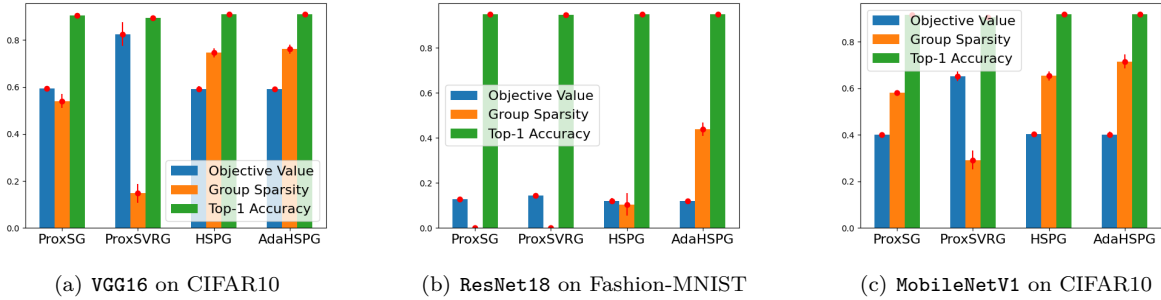 0.8
0.6
0.4
0.2
0.0
Objective Value
Group Sparsity
Top-1 Accuracy
ProxSG ProxSVRG HSPG AdaHSPG
(a) VGG16 on CIFAR10
0.8
0.6
0.4
0.2
0.0
Objective Value
Group Sparsity
Top-1 Accuracy
ProxSG ProxSVRG HSPG AdaHSPG
(b) ResNet18 on Fashion-MNIST
0.8
0.6
0.4
0.2
0.0
Objective Value
Group Sparsity
Top-1 Accuracy
ProxSG ProxSVRG HSPG AdaHSPG
(c) MobileNetV1 on CIFAR10